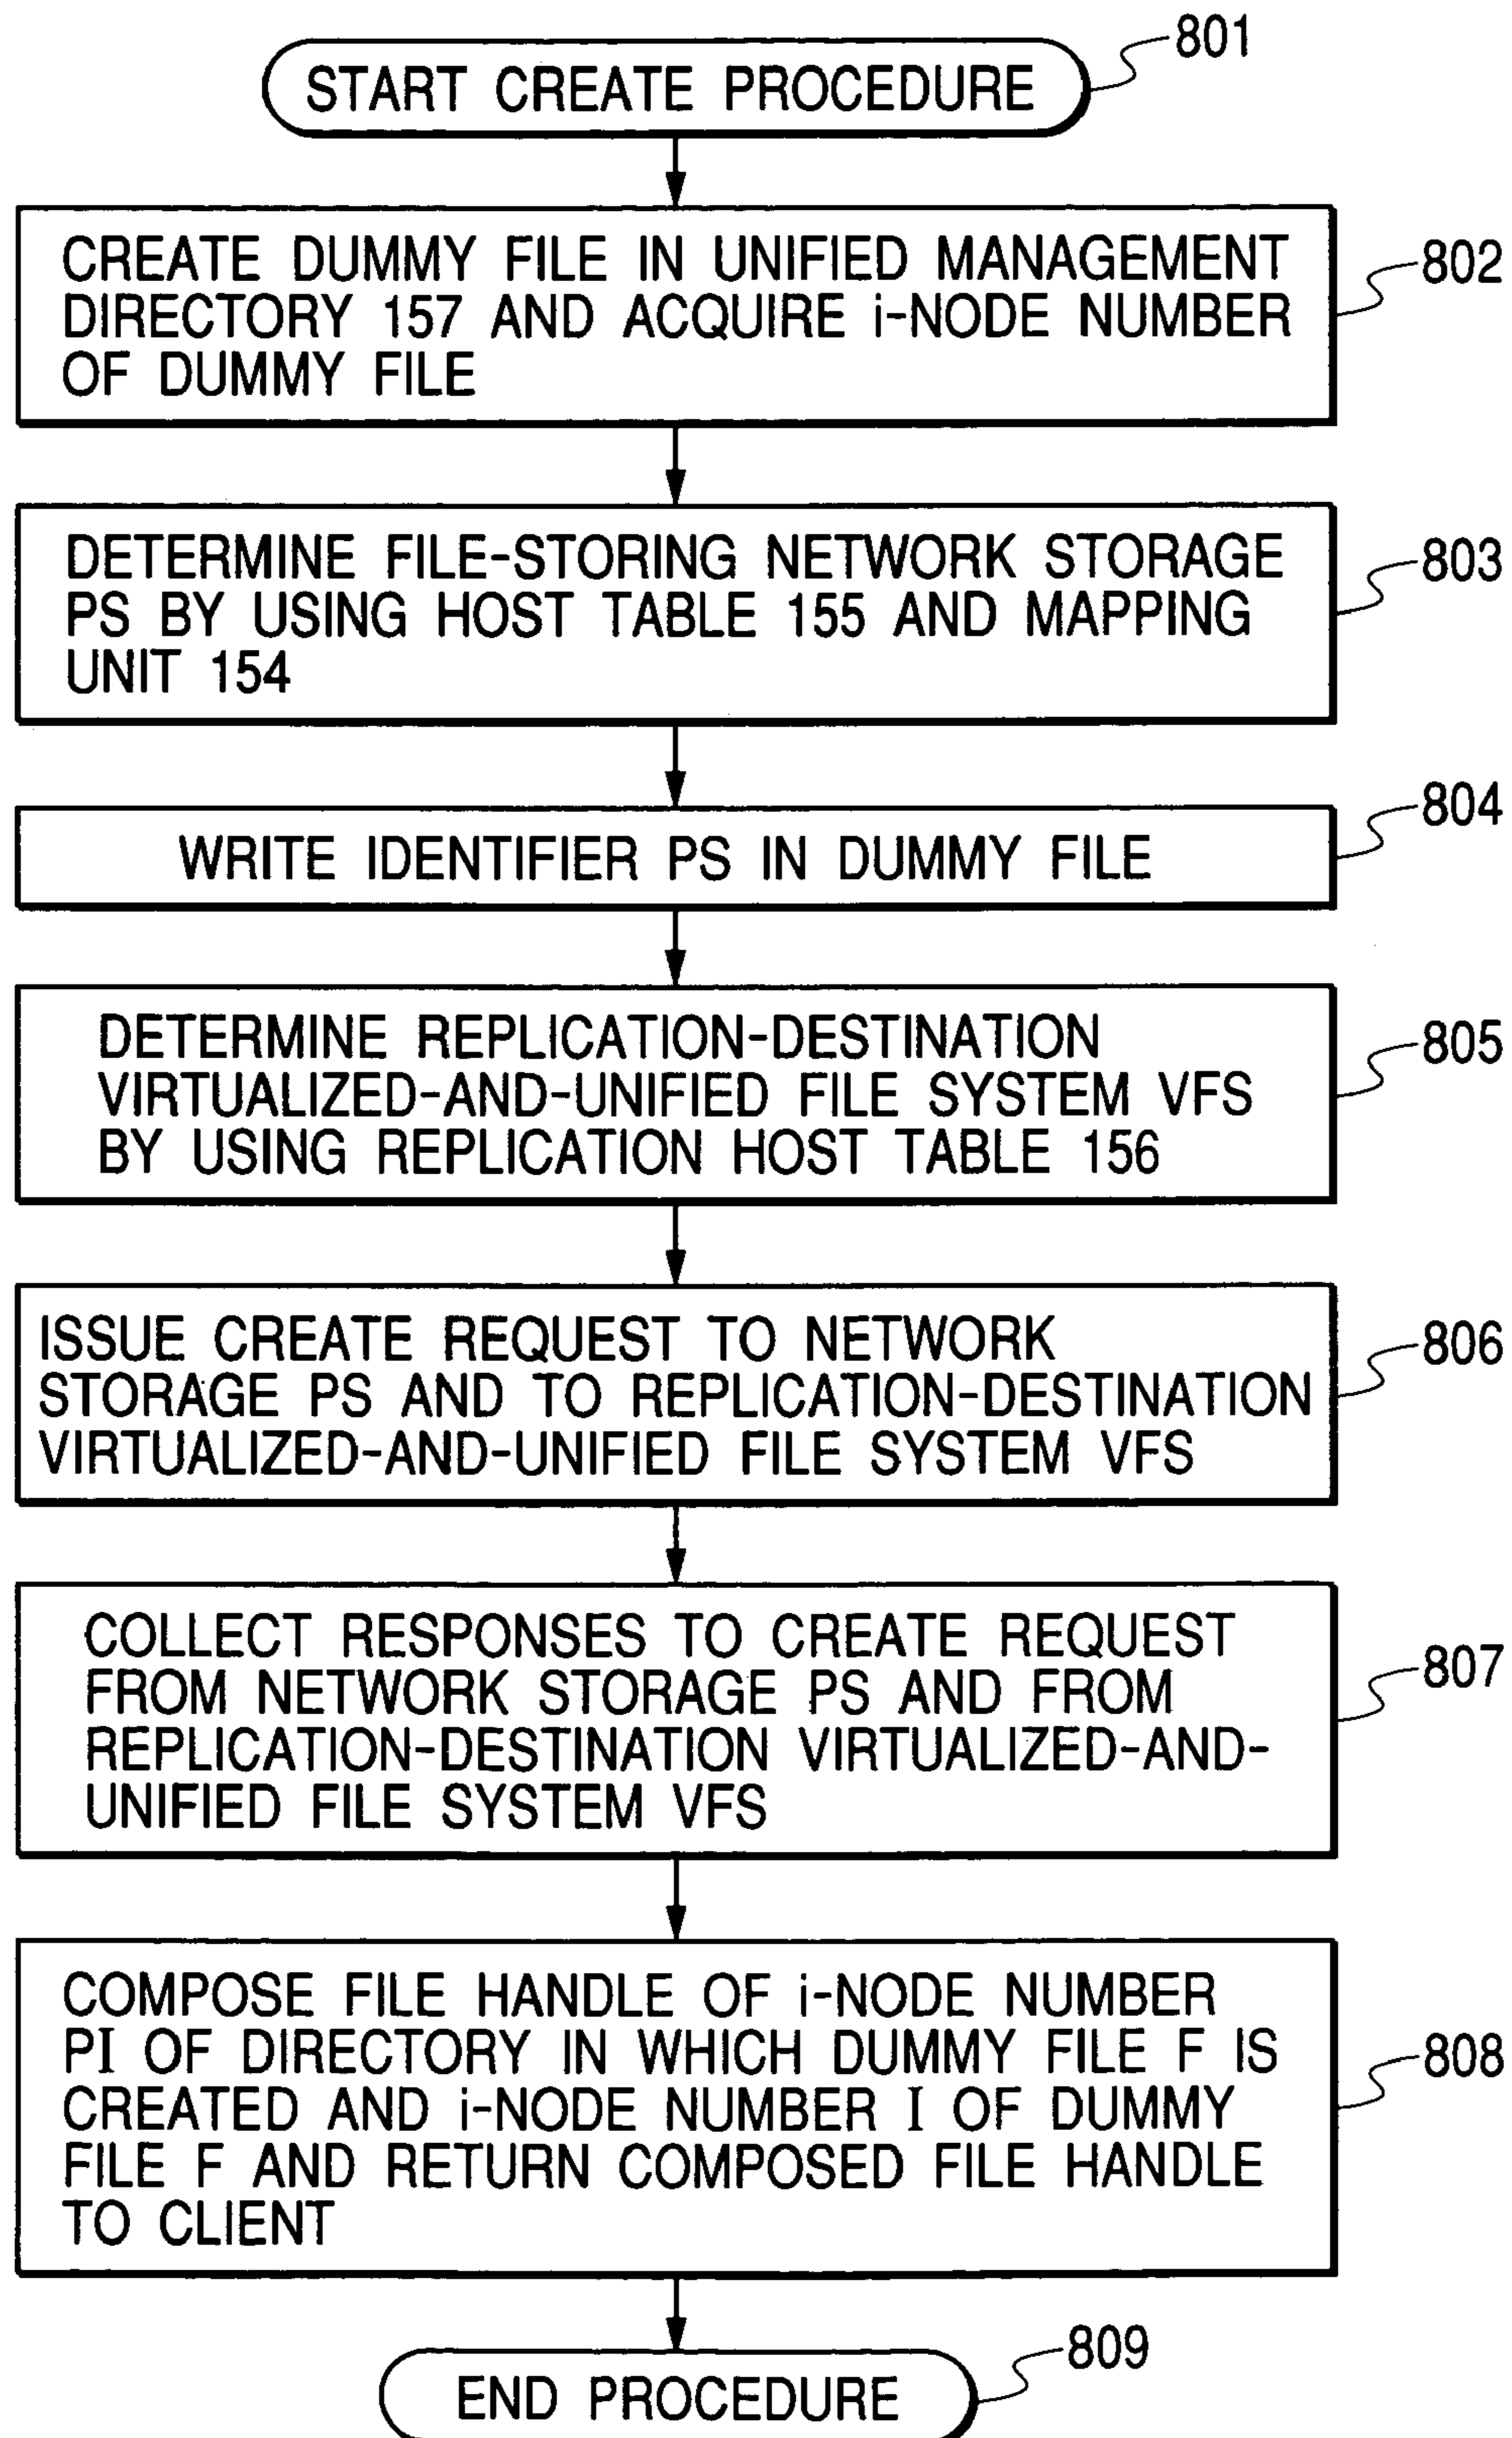 START CREATE PROCEDURE
801
CREATE DUMMY FILE IN UNIFIED MANAGEMENT
DIRECTORY 157 AND ACQUIRE i-NODE NUMBER
OF DUMMY FILE
802
DETERMINE FILE-STORING NETWORK STORAGE
PS BY USING HOST TABLE 155 AND MAPPING
UNIT 154
803
WRITE IDENTIFIER PS IN DUMMY FILE
804
DETERMINE REPLICATION-DESTINATION
VIRTUALIZED-AND-UNIFIED FILE SYSTEM VFS
BY USING REPLICATION HOST TABLE 156
805
ISSUE CREATE REQUEST TO NETWORK
STORAGE PS AND TO REPLICATION-DESTINATION
VIRTUALIZED-AND-UNIFIED FILE SYSTEM VFS
806
COLLECT RESPONSES TO CREATE REQUEST
FROM NETWORK STORAGE PS AND FROM
REPLICATION-DESTINATION VIRTUALIZED-AND-
UNIFIED FILE SYSTEM VFS
807
COMPOSE FILE HANDLE OF i-NODE NUMBER
PI OF DIRECTORY IN WHICH DUMMY FILE F IS
CREATED AND i-NODE NUMBER I OF DUMMY
FILE F AND RETURN COMPOSED FILE HANDLE
TO CLIENT
808
END PROCEDURE
809